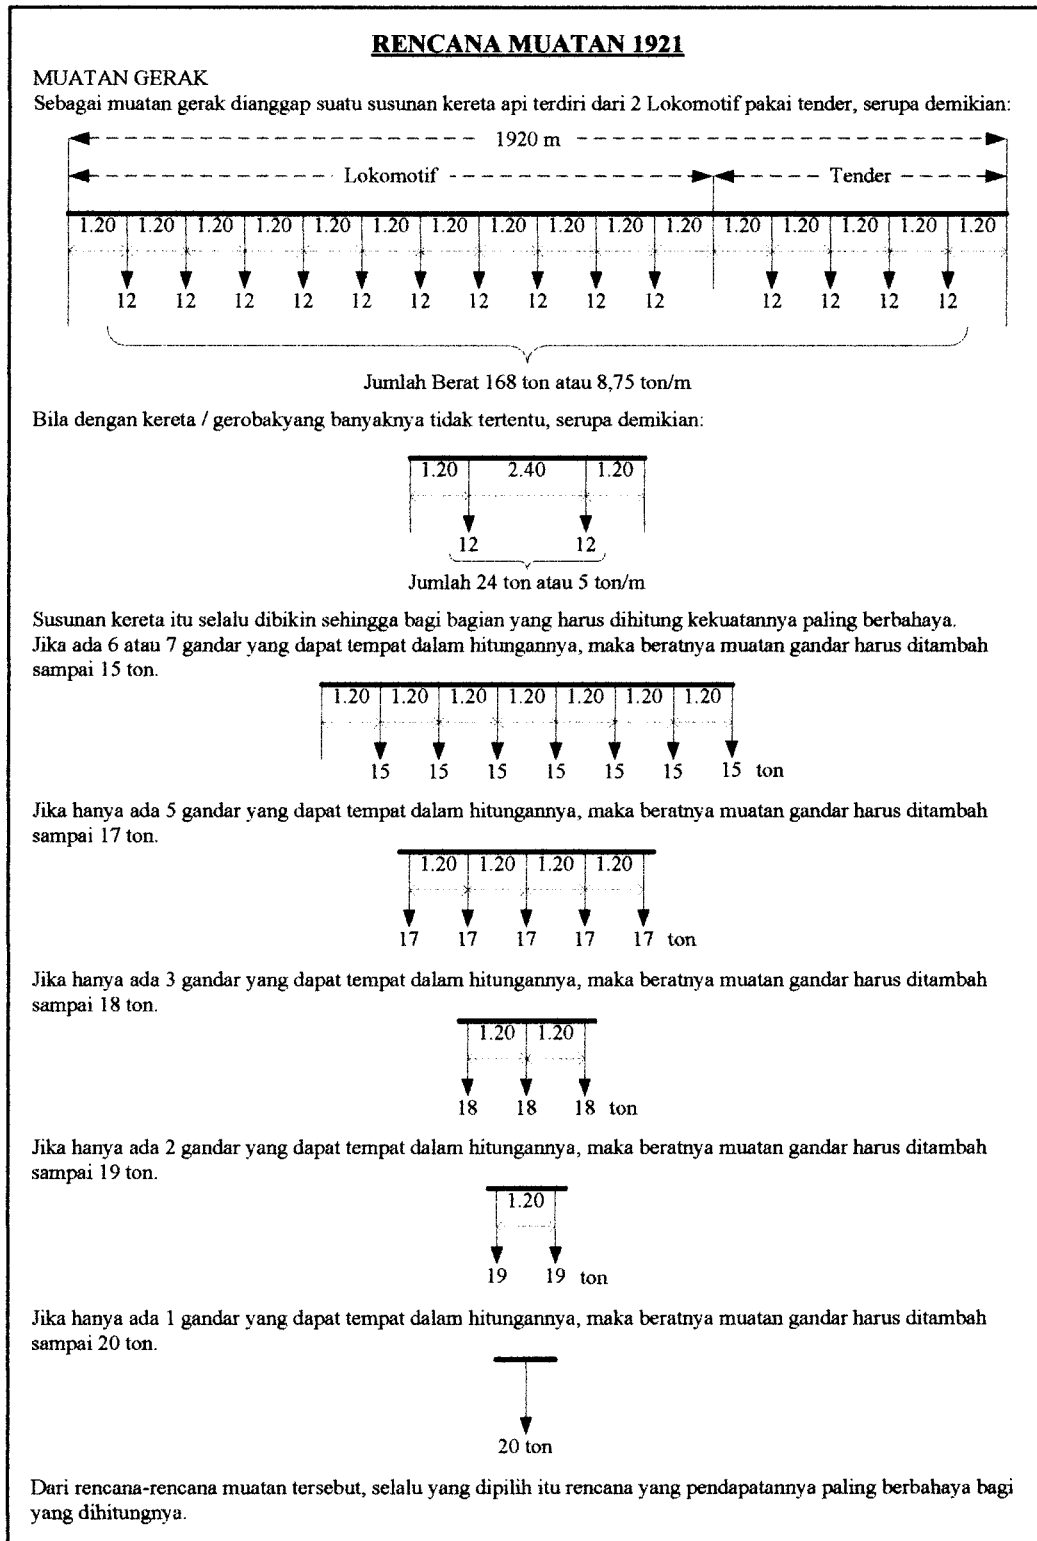 RENCANA MUATAN 1921
MUATAN GERAK
Sebagai muatan gerak dianggap suatu susunan kereta api terdiri dari 2 Lokomotif pakai tender, serupa demikian:
1920 m
Lokomotif Tender
1.20 1.20 1.20 1.20 1.20 1.20 1.20 1.20 1.20 1.20 1.20 1.20 1.20 1.20 1.20 1.20
12 12 12 12 12 12 12 12 12 12 12 12 12 12
Jumlah Berat 168 ton atau 8,75 ton/m
Bila dengan kereta / gerobakyang banyaknya tidak tertentu, serupa demikian:
1.20 2.40 1.20
12 12
Jumlah 24 ton atau 5 ton/m
Susunan kereta itu selalu dibikin sehingga bagi bagian yang harus dihitung kekuatannya paling berbahaya.
Jika ada 6 atau 7 gandar yang dapat tempat dalam hitungannya, maka beratnya muatan gandar harus ditambah
sampai 15 ton.
1.20 1.20 1.20 1.20 1.20 1.20 1.20
15 15 15 15 15 15 15 ton
Jika hanya ada 5 gandar yang dapat tempat dalam hitungannya, maka beratnya muatan gandar harus ditambah
sampai 17 ton.
1.20 1.20 1.20 1.20
17 17 17 17 17 ton
Jika hanya ada 3 gandar yang dapat tempat dalam hitungannya, maka beratnya muatan gandar harus ditambah
sampai 18 ton.
1.20 1.20
18 18 18 ton
Jika hanya ada 2 gandar yang dapat tempat dalam hitungannya, maka beratnya muatan gandar harus ditambah
sampai 19 ton.
1.20
19 19 ton
Jika hanya ada 1 gandar yang dapat tempat dalam hitungannya, maka beratnya muatan gandar harus ditambah
sampai 20 ton.
20 ton
Dari rencana-rencana muatan tersebut, selalu yang dipilih itu rencana yang pendapatannya paling berbahaya bagi
yang dihitungnya.